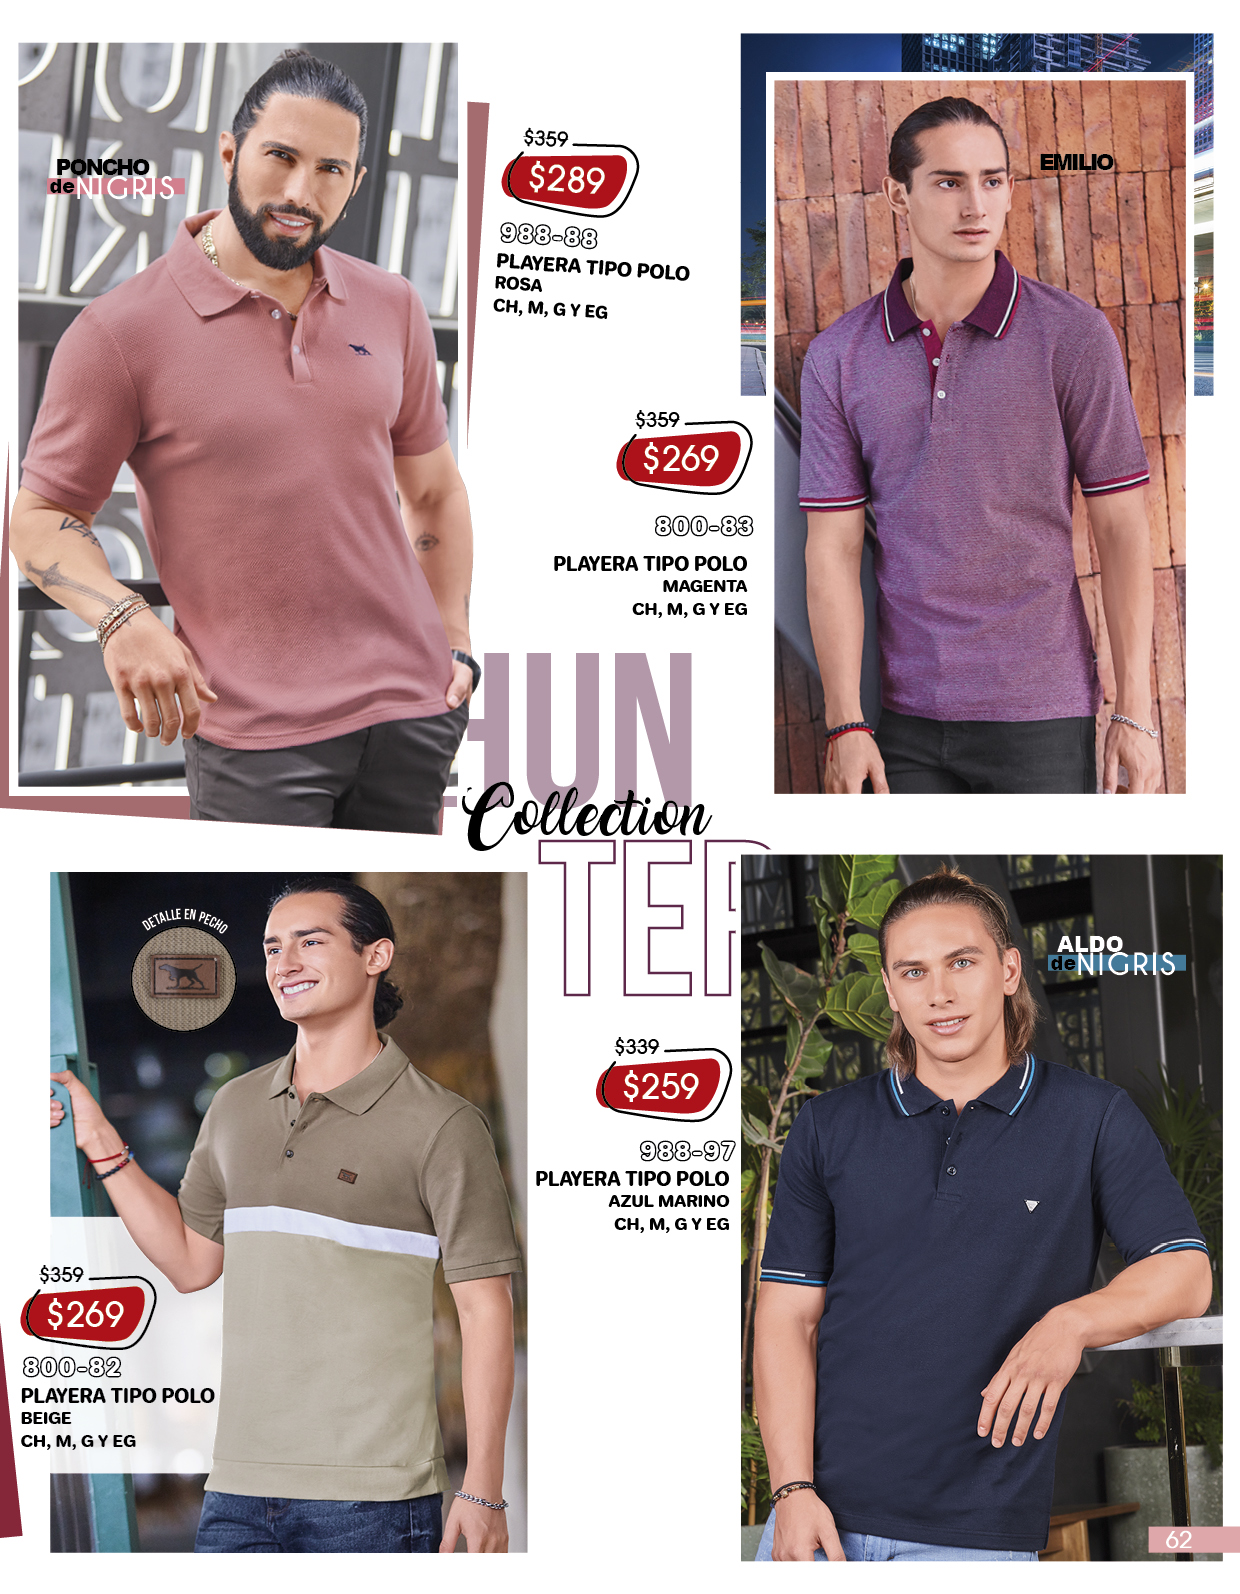 PONCHO
de NIGRIS
$359
$289
988-88
PLAYERA TIPO POLO
ROSA
CH, M, G Y EG
EMILIO
$359
$269
800-83
PLAYERA TIPO POLO
MAGENTA
CH, M, G Y EG
HUN
Collection
TER
DETALLE EN PECHO
$359
$269
800-82
PLAYERA TIPO POLO
BEIGE
CH, M, G Y EG
ALDO
de NIGRIS
$339
$259
988-97
PLAYERA TIPO POLO
AZUL MARINO
CH, M, G Y EG
62